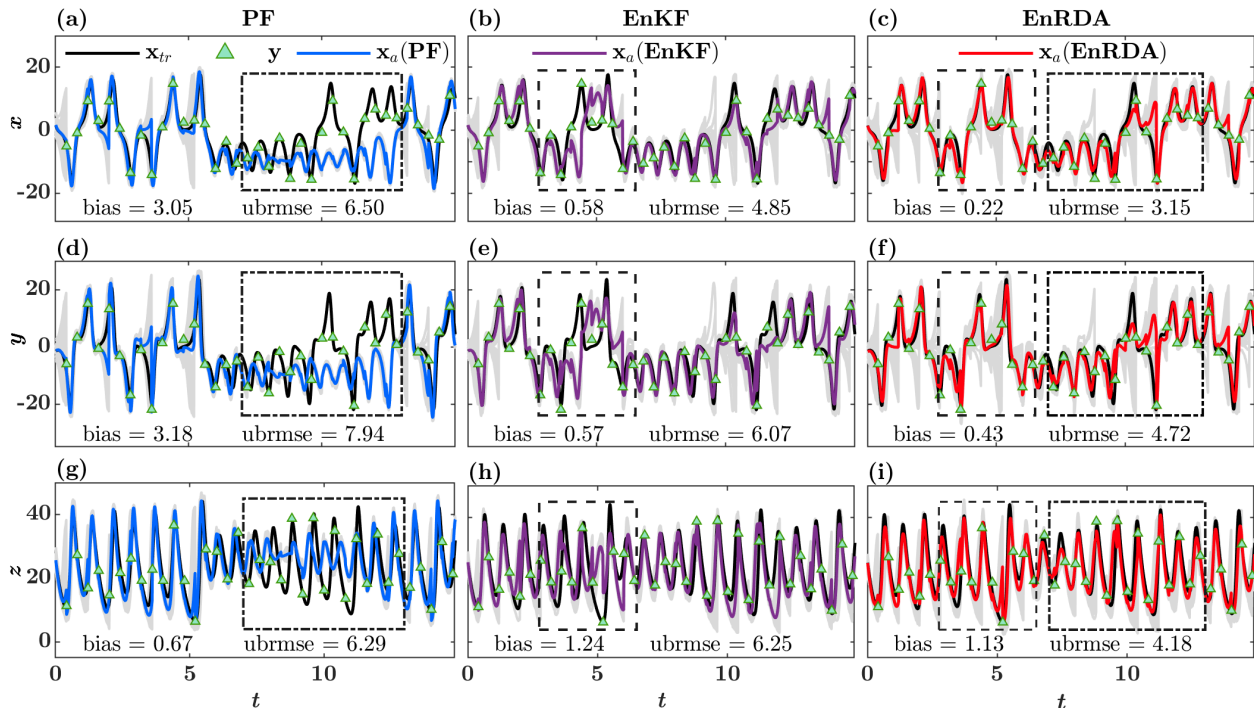 (a) PF (b) EnKF (c) EnRDA
x_tr y x_a(PF) x_a(EnKF) x_a(EnRDA)
20
0
-20
x
bias = 3.05 ubrmse = 6.50 bias = 0.58 ubrmse = 4.85 bias = 0.22 ubrmse = 3.15
(d) (e) (f)
20
0
-20
y
bias = 3.18 ubrmse = 7.94 bias = 0.57 ubrmse = 6.07 bias = 0.43 ubrmse = 4.72
(g) (h) (i)
40
20
0
z
bias = 0.67 ubrmse = 6.29 bias = 1.24 ubrmse = 6.25 bias = 1.13 ubrmse = 4.18
0 5 10 0 5 10 0 5 10
t t t